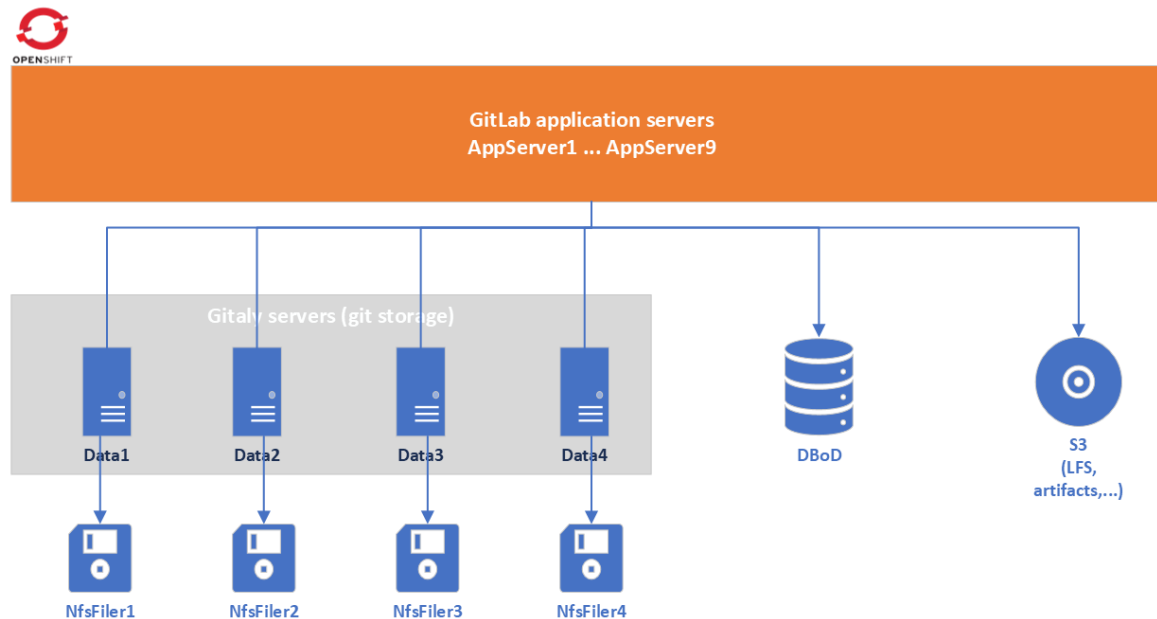 OPENSHIFT
GitLab application servers
AppServer1 ... AppServer9
Gitaly servers (git storage)
Data1
Data2
Data3
Data4
DBoD
S3
(LFS,
artifacts,...)
NfsFiler1
NfsFiler2
NfsFiler3
NfsFiler4